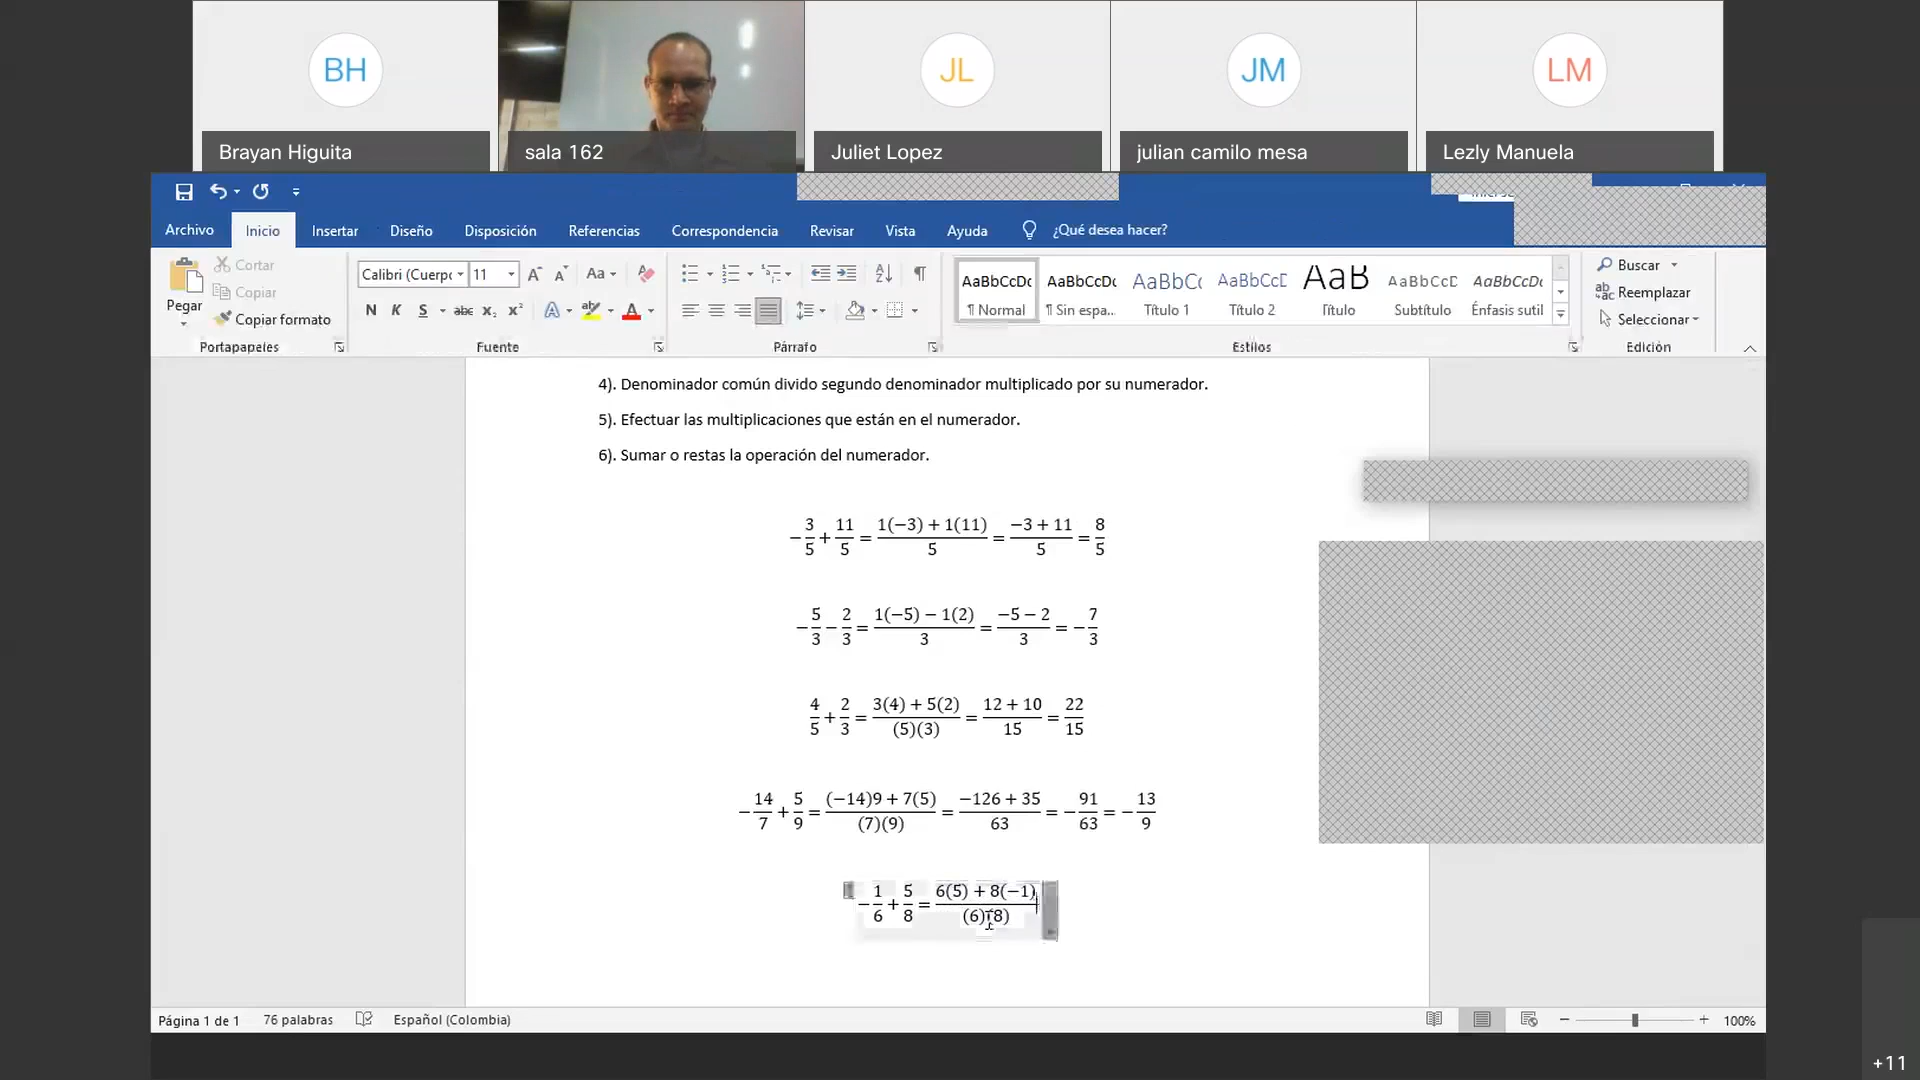 BH
JL
JM
LM
Brayan Higuita
sala 162
Juliet Lopez
julian camilo mesa
Lezly Manuela
Archivo
Inicio
Insertar
Diseño
Disposición
Referencias
Correspondencia
Revisar
Vista
Ayuda
¿Qué desea hacer?
Pegar
Cortar
Copiar
Copiar formato
Portapapeles
Calibri (Cuerpo
11
Aa
N K S abc x₂ x²
Fuente
Párrafo
AaBbCcDc
¶ Normal
AaBbCcDc
¶ Sin espa...
AaBbCc
Título 1
AaBbCcD
Título 2
AaB
Título
AaBbCcD
Subtítulo
AaBbCcDc
Énfasis sutil
Estilos
Buscar
Reemplazar
Seleccionar
Edición
4). Denominador común divido segundo denominador multiplicado por su numerador.
5). Efectuar las multiplicaciones que están en el numerador.
6). Sumar o restas la operación del numerador.
−3/5 + 11/5 = (1(−3) + 1(11))/5 = (−3 + 11)/5 = 8/5
−5/3 − 2/3 = (1(−5) − 1(2))/3 = (−5 − 2)/3 = −7/3
4/5 + 2/3 = (3(4) + 5(2))/((5)(3)) = (12 + 10)/15 = 22/15
−14/7 + 5/9 = ((−14)9 + 7(5))/((7)(9)) = (−126 + 35)/63 = −91/63 = −13/9
−1/6 + 5/8 = (6(5) + 8(−1))/((6)(8))
Página 1 de 1
76 palabras
Español (Colombia)
100%
+11